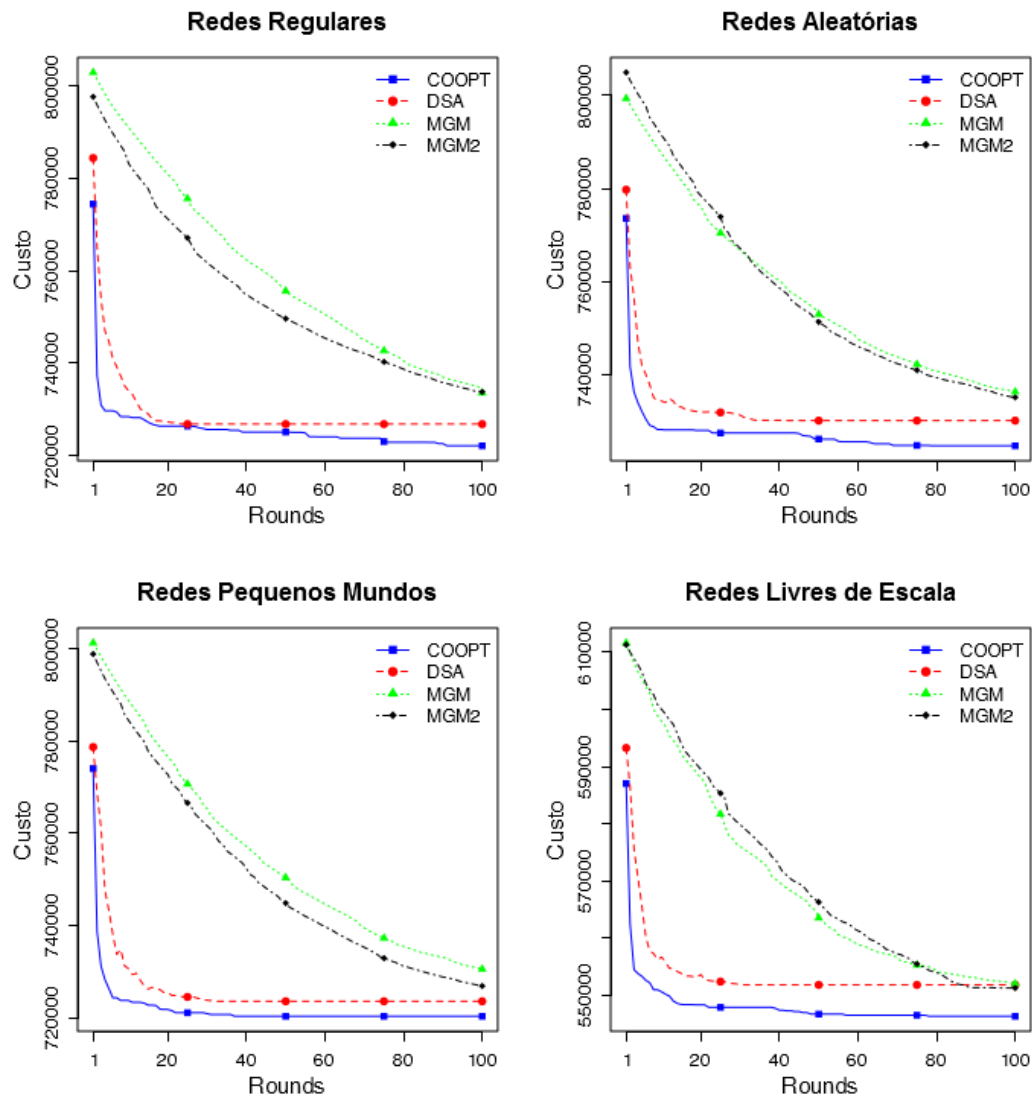 Redes Regulares
COOPT
DSA
MGM
MGM2
Custo
800000
780000
760000
740000
720000
1 20 40 60 80 100
Rounds
Redes Aleatórias
COOPT
DSA
MGM
MGM2
Custo
800000
780000
760000
740000
1 20 40 60 80 100
Rounds
Redes Pequenos Mundos
COOPT
DSA
MGM
MGM2
Custo
800000
780000
760000
740000
720000
1 20 40 60 80 100
Rounds
Redes Livres de Escala
COOPT
DSA
MGM
MGM2
Custo
610000
590000
570000
550000
1 20 40 60 80 100
Rounds